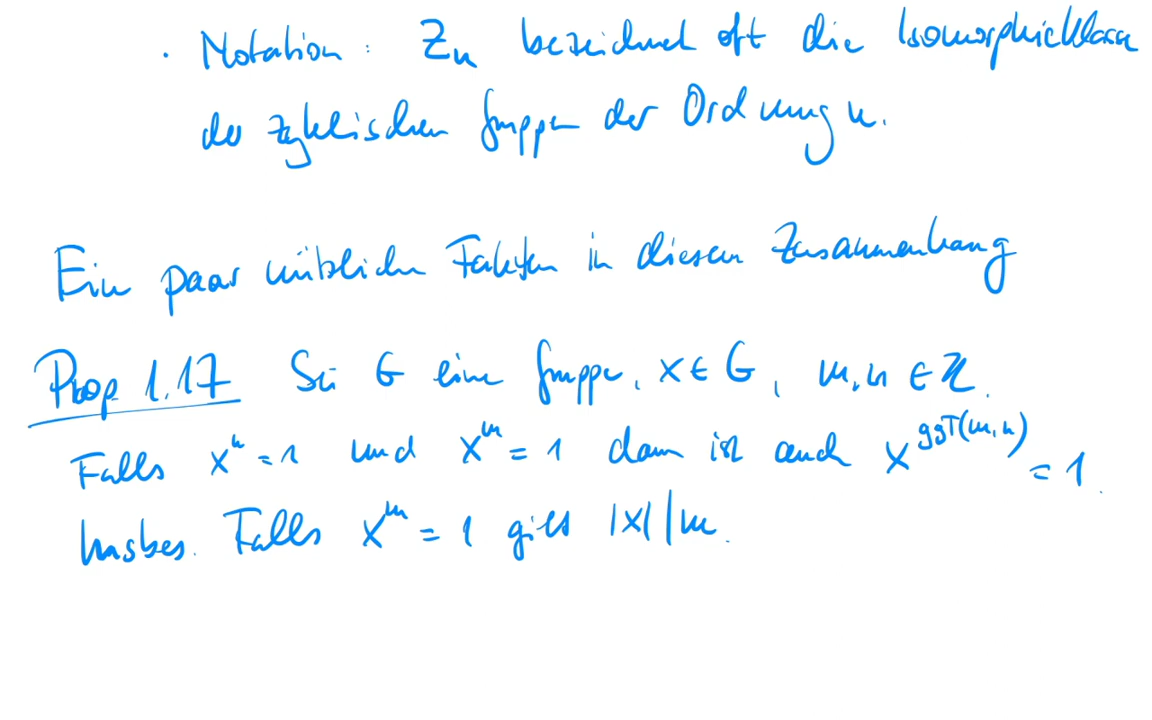 · Notation: Zn bezeichnet oft die Isomorphieklasse
der zyklischen Gruppen der Ordnung n.
Ein paar nützliche Fakten in diesem Zusammenhang
Prop 1.17 Sei G eine Gruppe, x ∈ G, m,n ∈ ℤ.
Falls xⁿ = 1 und xᵐ = 1 dann ist auch x^ggT(m,n) = 1.
Insbes. Falls xᵐ = 1 gilt |x| | m.